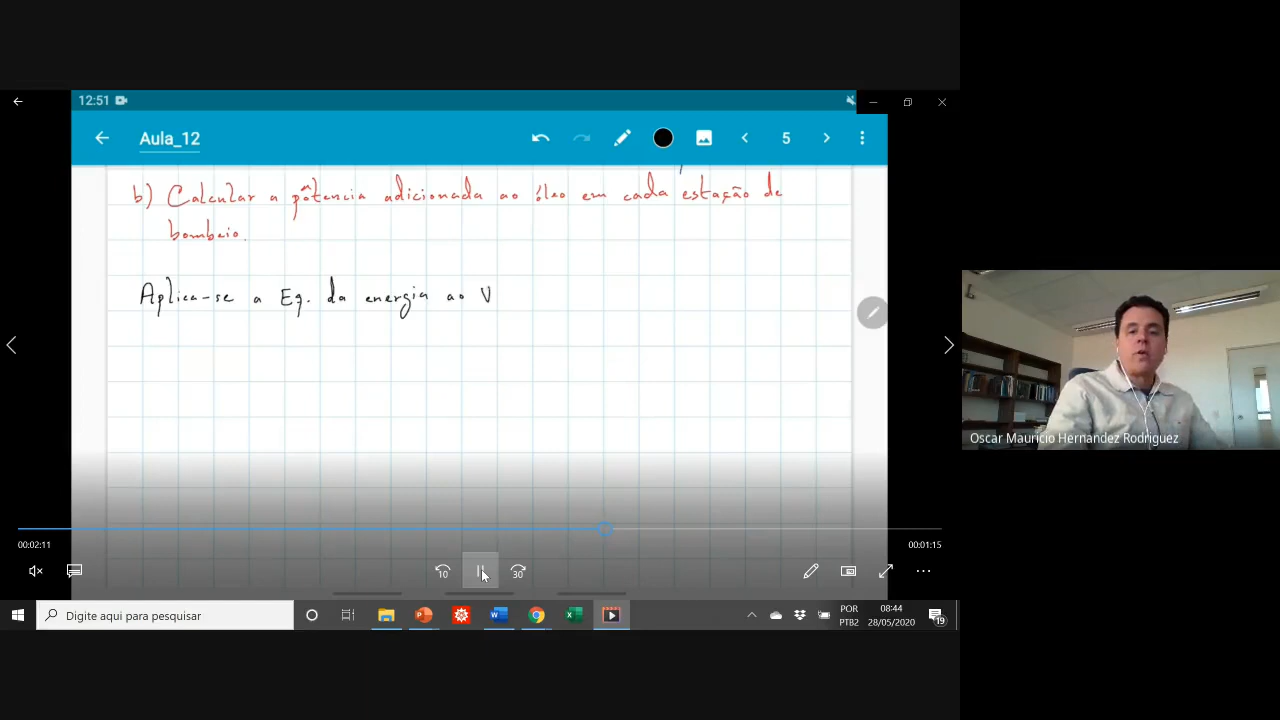 12:51
Aula_12
5
b) Calcular a potência adicionada ao óleo em cada estação de
bombeio.
Aplica-se a Eq. da energia ao V
Oscar Mauricio Hernandez Rodriguez
00:02:11
00:01:15
10
30
Digite aqui para pesquisar
POR
PTB2
08:44
28/05/2020
19